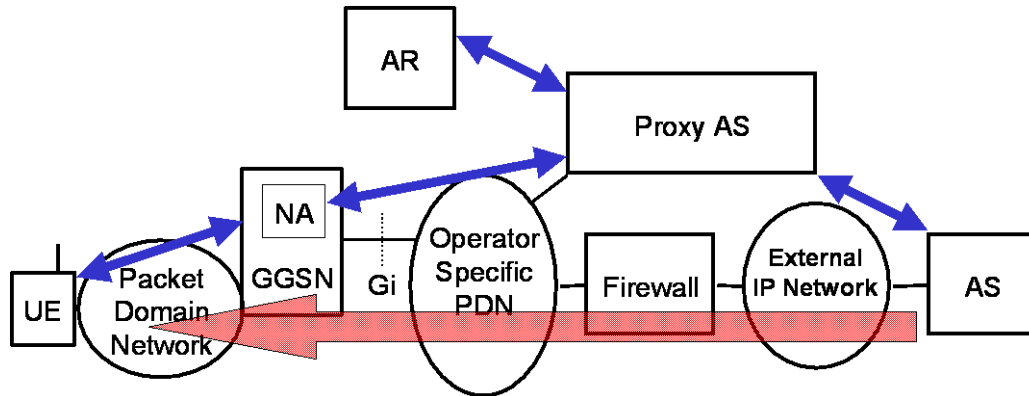 AR
Proxy AS
NA
GGSN
Gi
Operator
Specific
PDN
Packet
Domain
Network
UE
Firewall
External
IP Network
AS